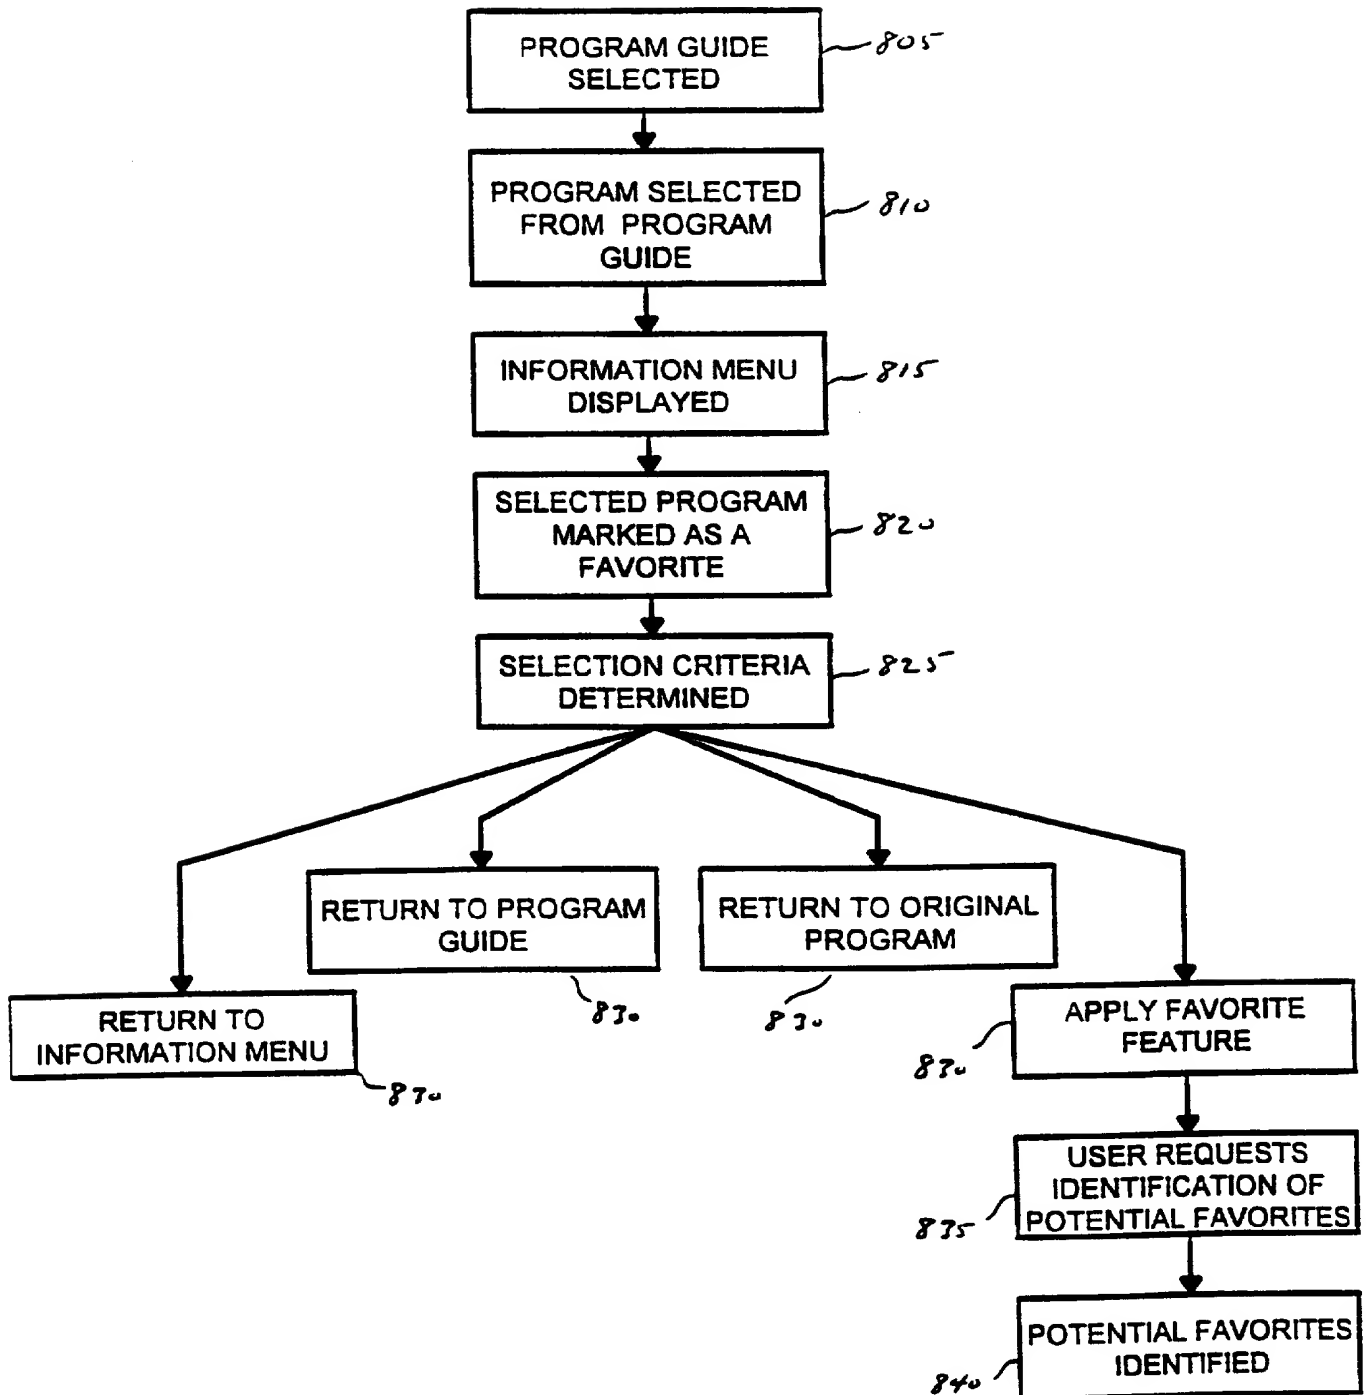 PROGRAM GUIDE
SELECTED
805
PROGRAM SELECTED
FROM PROGRAM
GUIDE
810
INFORMATION MENU
DISPLAYED
815
SELECTED PROGRAM
MARKED AS A
FAVORITE
820
SELECTION CRITERIA
DETERMINED
825
RETURN TO PROGRAM
GUIDE
830
RETURN TO ORIGINAL
PROGRAM
830
RETURN TO
INFORMATION MENU
830
APPLY FAVORITE
FEATURE
830
USER REQUESTS
IDENTIFICATION OF
POTENTIAL FAVORITES
835
POTENTIAL FAVORITES
IDENTIFIED
840